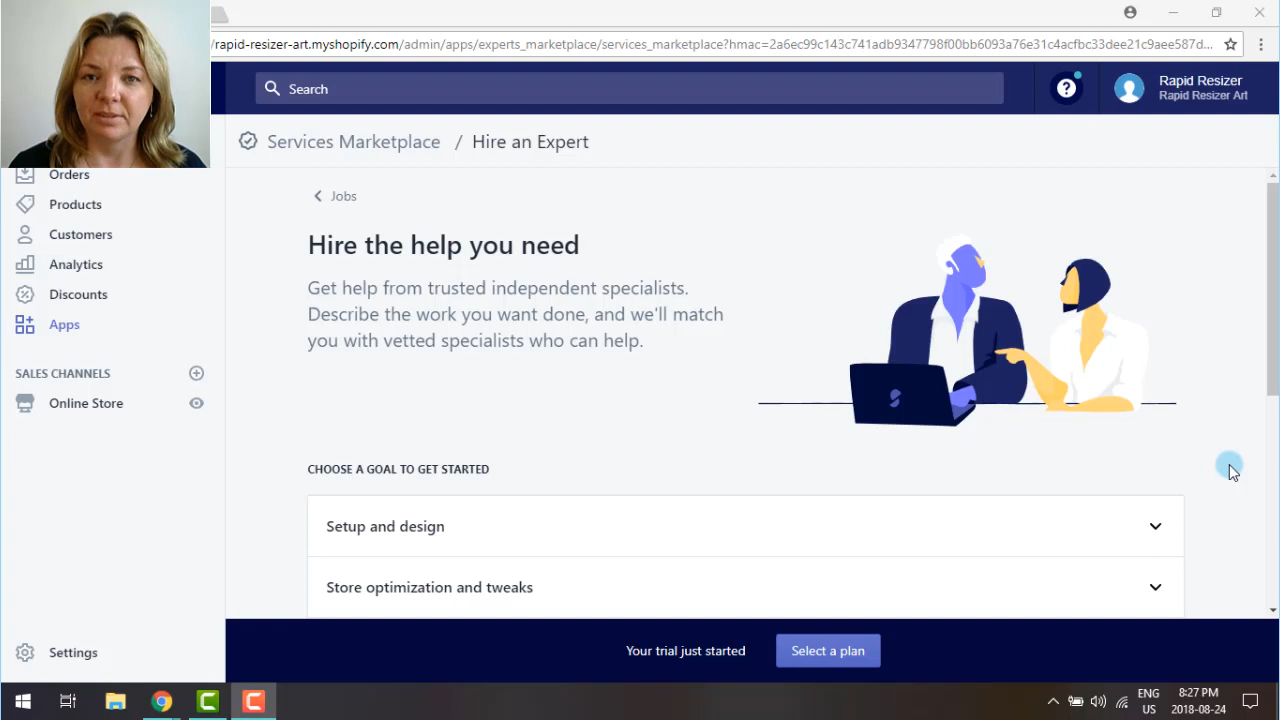 /rapid-resizer-art.myshopify.com/admin/apps/experts_marketplace/services_marketplace?hmac=2a6ec99c143c741adb9347798f00bb6093a76e31c4acfbc33dee21c9aee587d...
Search
?
Rapid Resizer
Rapid Resizer Art
Services Marketplace / Hire an Expert
Orders
Products
Customers
Analytics
Discounts
Apps
SALES CHANNELS
Online Store
Settings
Jobs
Hire the help you need
Get help from trusted independent specialists.
Describe the work you want done, and we'll match
you with vetted specialists who can help.
CHOOSE A GOAL TO GET STARTED
Setup and design
Store optimization and tweaks
Your trial just started
Select a plan
ENG
US
8:27 PM
2018-08-24